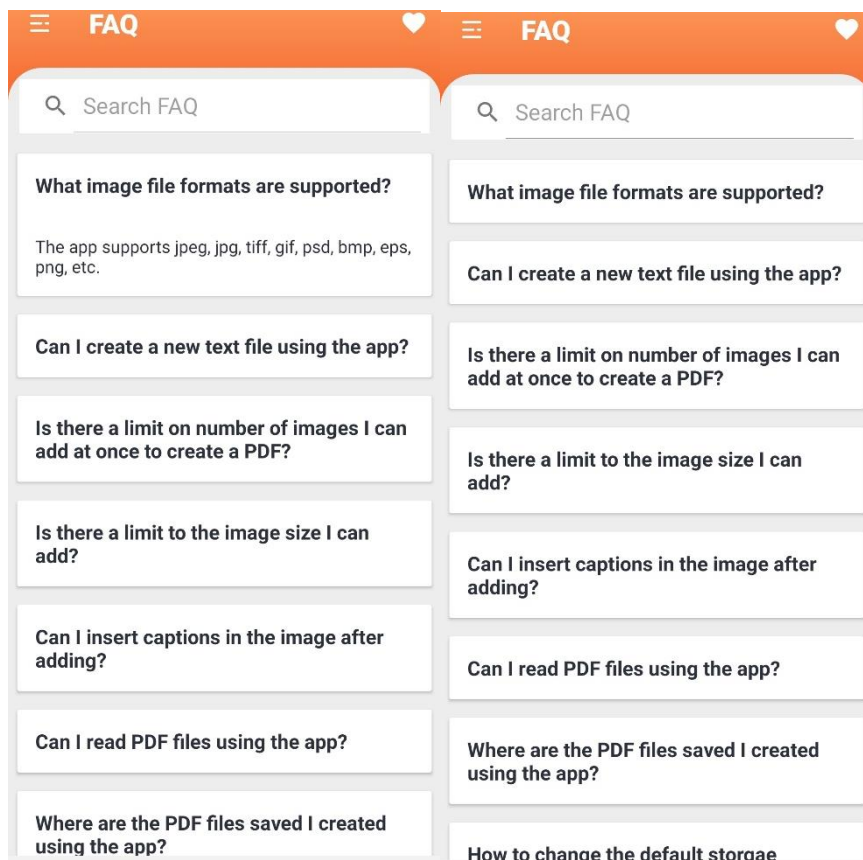 FAQ
Search FAQ
What image file formats are supported?
The app supports jpeg, jpg, tiff, gif, psd, bmp, eps,
png, etc.
Can I create a new text file using the app?
Is there a limit on number of images I can
add at once to create a PDF?
Is there a limit to the image size I can
add?
Can I insert captions in the image after
adding?
Can I read PDF files using the app?
Where are the PDF files saved I created
using the app?
FAQ
Search FAQ
What image file formats are supported?
Can I create a new text file using the app?
Is there a limit on number of images I can
add at once to create a PDF?
Is there a limit to the image size I can
add?
Can I insert captions in the image after
adding?
Can I read PDF files using the app?
Where are the PDF files saved I created
using the app?
How to change the default storgae